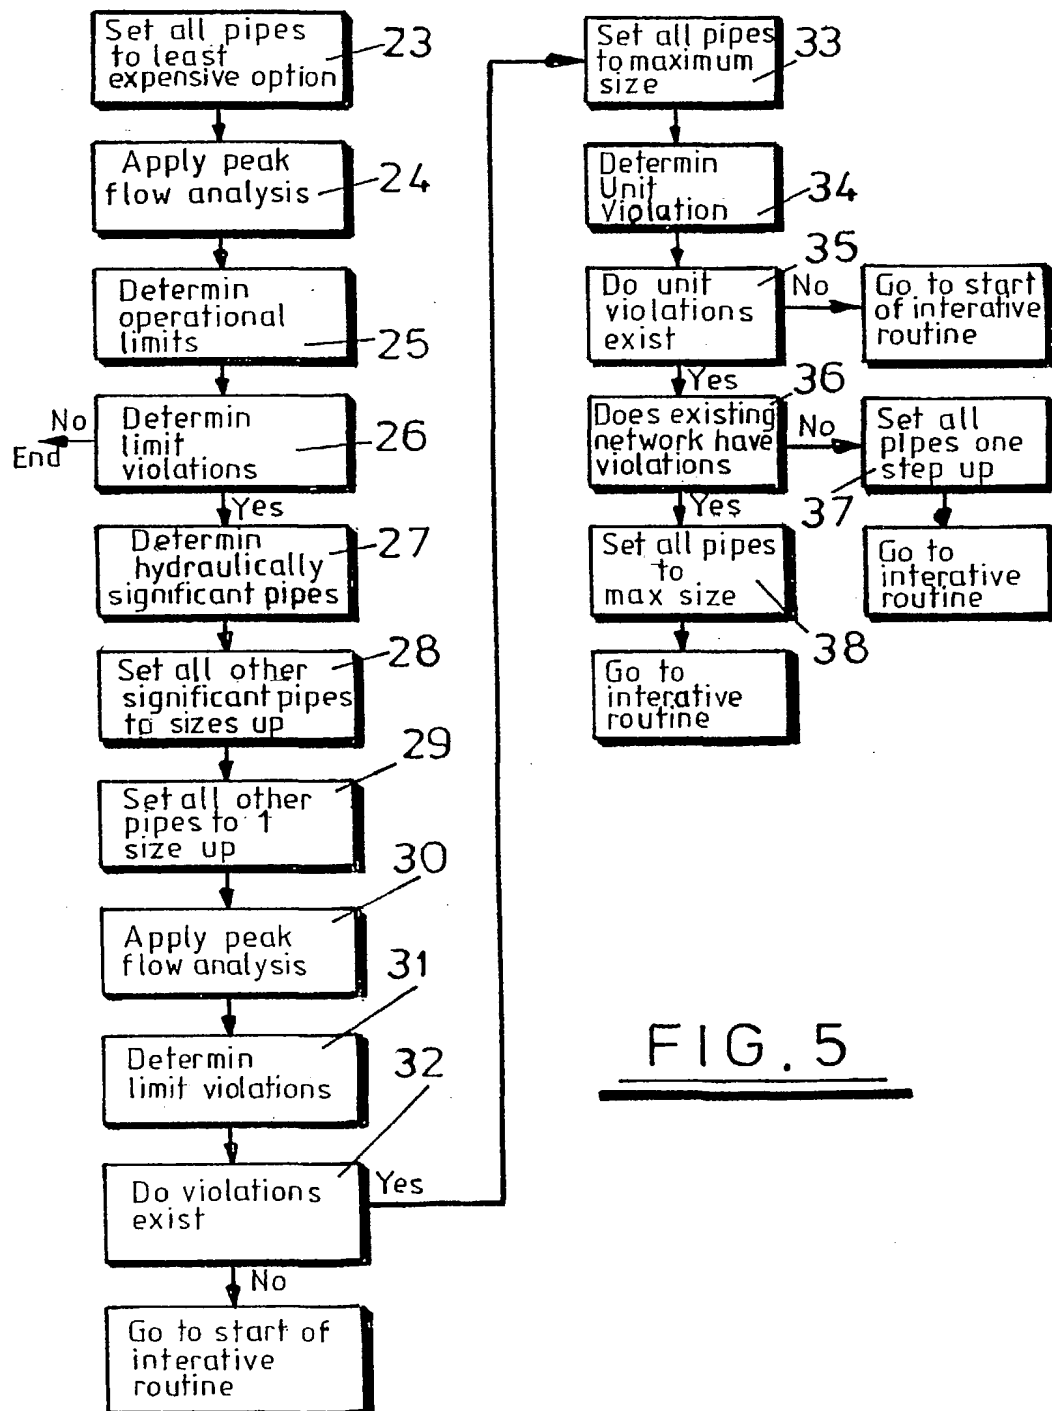 Set all pipes
to least
expensive option
23
Apply peak
flow analysis
24
Determin
operational
limits
25
No
End
Determin
limit
violations
26
Yes
Determin
hydraulically
significant pipes
27
Set all other
significant pipes
to sizes up
28
Set all other
pipes to 1
size up
29
Apply peak
flow analysis
30
Determin
limit violations
31
Do violations
exist
32
Yes
No
Go to start of
interative
routine
Set all pipes
to maximum
size
33
Determin
Unit
Violation
34
Do unit
violations
exist
35
No
Go to start
of interative
routine
Yes
Does existing
network have
violations
36
No
Set all
pipes one
step up
37
Go to
interative
routine
Yes
Set all pipes
to
max size
38
Go to
interative
routine
FIG. 5